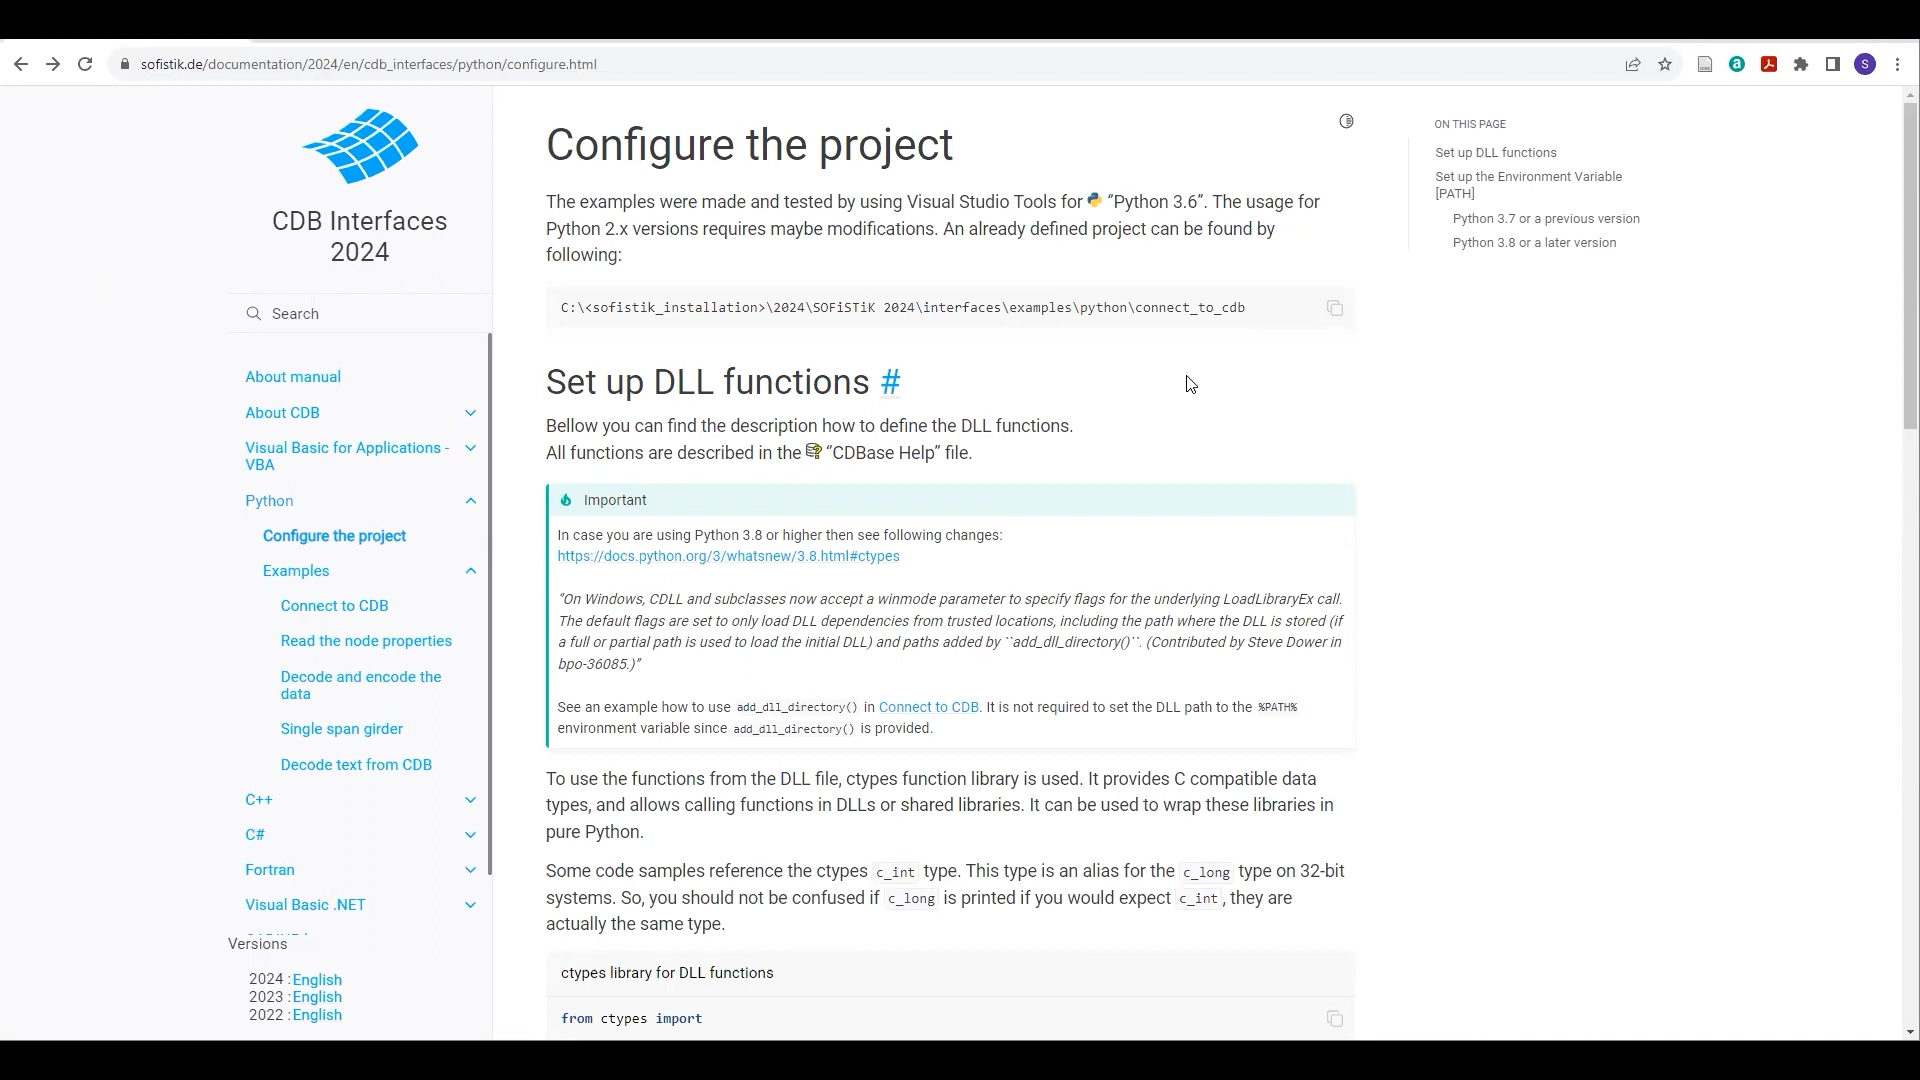 sofistik.de/documentation/2024/en/cdb_interfaces/python/configure.html
S
CDB Interfaces
2024
Search
About manual
About CDB
Visual Basic for Applications -
VBA
Python
Configure the project
Examples
Connect to CDB
Read the node properties
Decode and encode the
data
Single span girder
Decode text from CDB
C++
C#
Fortran
Visual Basic .NET
Versions
2024 :English
2023 :English
2022 :English
Configure the project
The examples were made and tested by using Visual Studio Tools for “Python 3.6”. The usage for
Python 2.x versions requires maybe modifications. An already defined project can be found by
following:
C:\<sofistik_installation>\2024\SOFiSTiK 2024\interfaces\examples\python\connect_to_cdb
Set up DLL functions #
Bellow you can find the description how to define the DLL functions.
All functions are described in the “CDBase Help” file.
Important
In case you are using Python 3.8 or higher then see following changes:
https://docs.python.org/3/whatsnew/3.8.html#ctypes
“On Windows, CDLL and subclasses now accept a winmode parameter to specify flags for the underlying LoadLibraryEx call.
The default flags are set to only load DLL dependencies from trusted locations, including the path where the DLL is stored (if
a full or partial path is used to load the initial DLL) and paths added by ``add_dll_directory()``. (Contributed by Steve Dower in
bpo-36085.)”
See an example how to use add_dll_directory() in Connect to CDB. It is not required to set the DLL path to the %PATH%
environment variable since add_dll_directory() is provided.
To use the functions from the DLL file, ctypes function library is used. It provides C compatible data
types, and allows calling functions in DLLs or shared libraries. It can be used to wrap these libraries in
pure Python.
Some code samples reference the ctypes c_int type. This type is an alias for the c_long type on 32-bit
systems. So, you should not be confused if c_long is printed if you would expect c_int, they are
actually the same type.
ctypes library for DLL functions
from ctypes import
ON THIS PAGE
Set up DLL functions
Set up the Environment Variable
[PATH]
Python 3.7 or a previous version
Python 3.8 or a later version